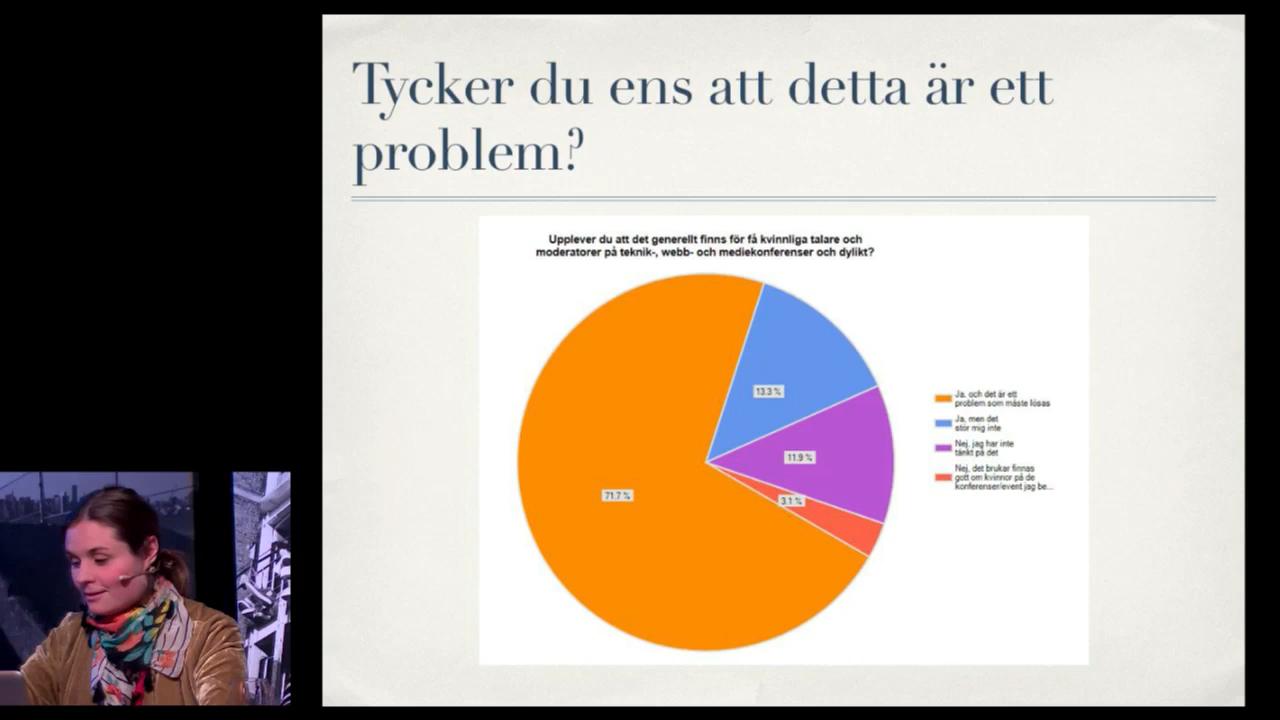 Tycker du ens att detta är ett
problem?
Upplever du att det generellt finns för få kvinnliga talare och
moderatorer på teknik-, webb- och mediekonferenser och dylikt?
13.3 %
11.9 %
71.7 %
3.1 %
Ja, och det är ett
problem som måste lösas
Ja, men det
stör mig inte
Nej, jag har inte
tänkt på det
Nej, det brukar finnas
gott om kvinnor på de
konferenser/event jag be...